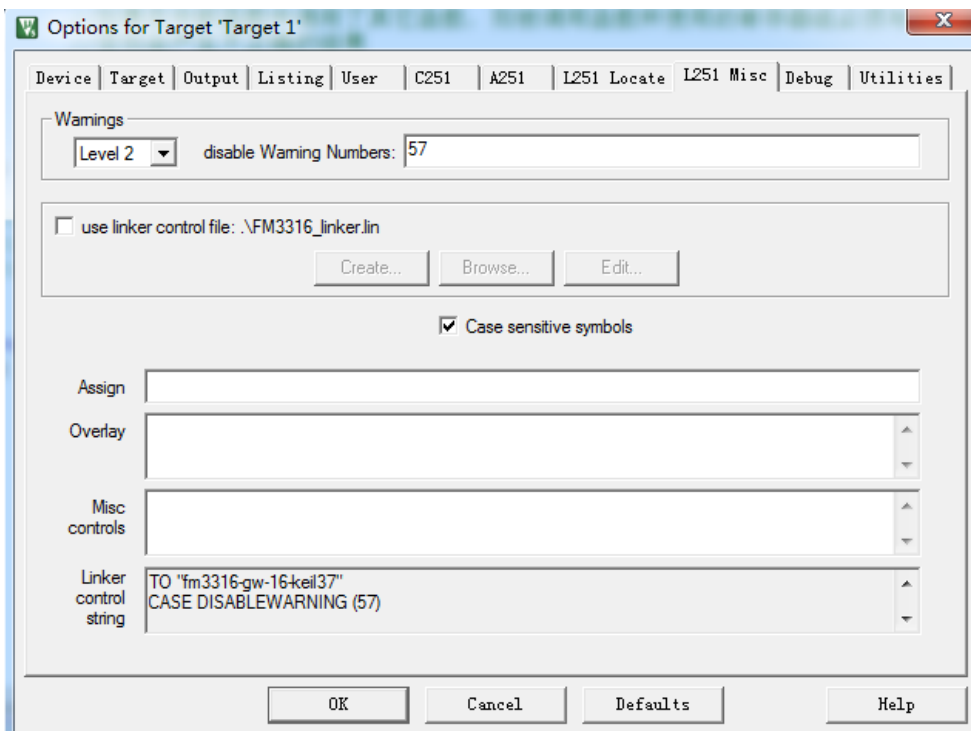 Options for Target 'Target 1'
Device Target Output Listing User C251 A251 L251 Locate L251 Misc Debug Utilities
Warnings
Level 2 disable Warning Numbers: 57
use linker control file: .\FM3316_linker.lin
Create... Browse... Edit...
Case sensitive symbols
Assign
Overlay
Misc
controls
Linker
control
string
TO "fm3316-gw-16-keil37"
CASE DISABLEWARNING (57)
OK Cancel Defaults Help